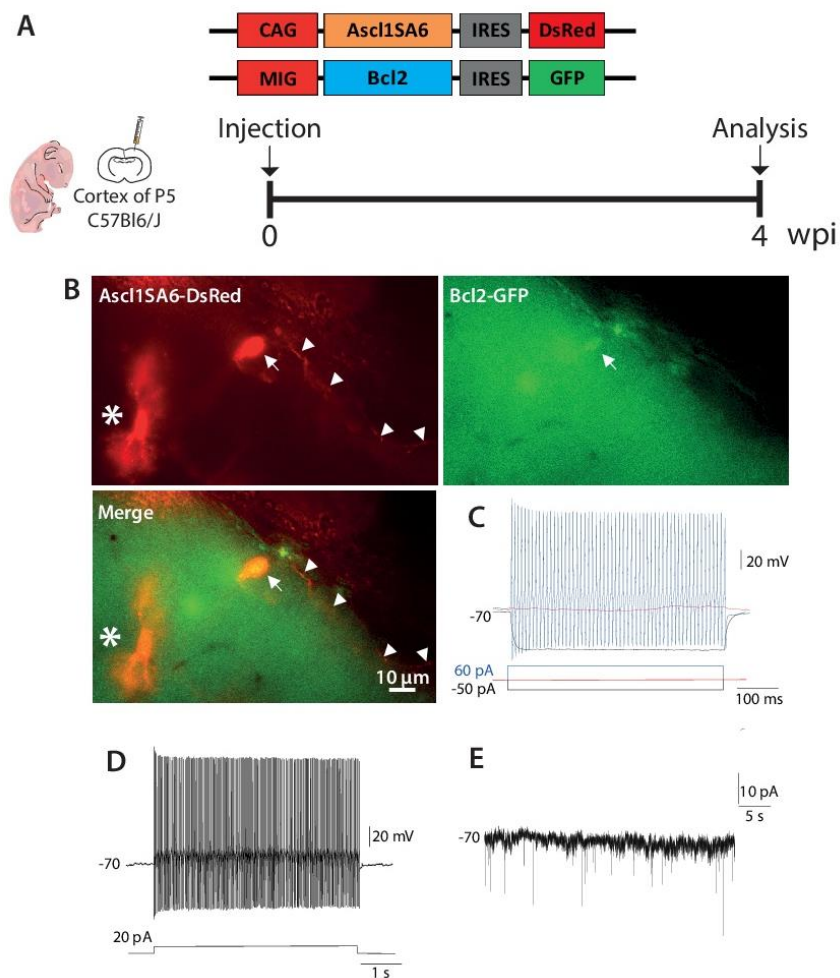 A
CAG Ascl1SA6 IRES DsRed
MIG Bcl2 IRES GFP
Injection Analysis
Cortex of P5
C57Bl6/J
0 4 wpi
B
Ascl1SA6-DsRed
Bcl2-GFP
*
Merge
*
10 µm
C
20 mV
-70
60 pA
-50 pA
100 ms
D
20 mV
-70
20 pA
1 s
E
10 pA
5 s
-70